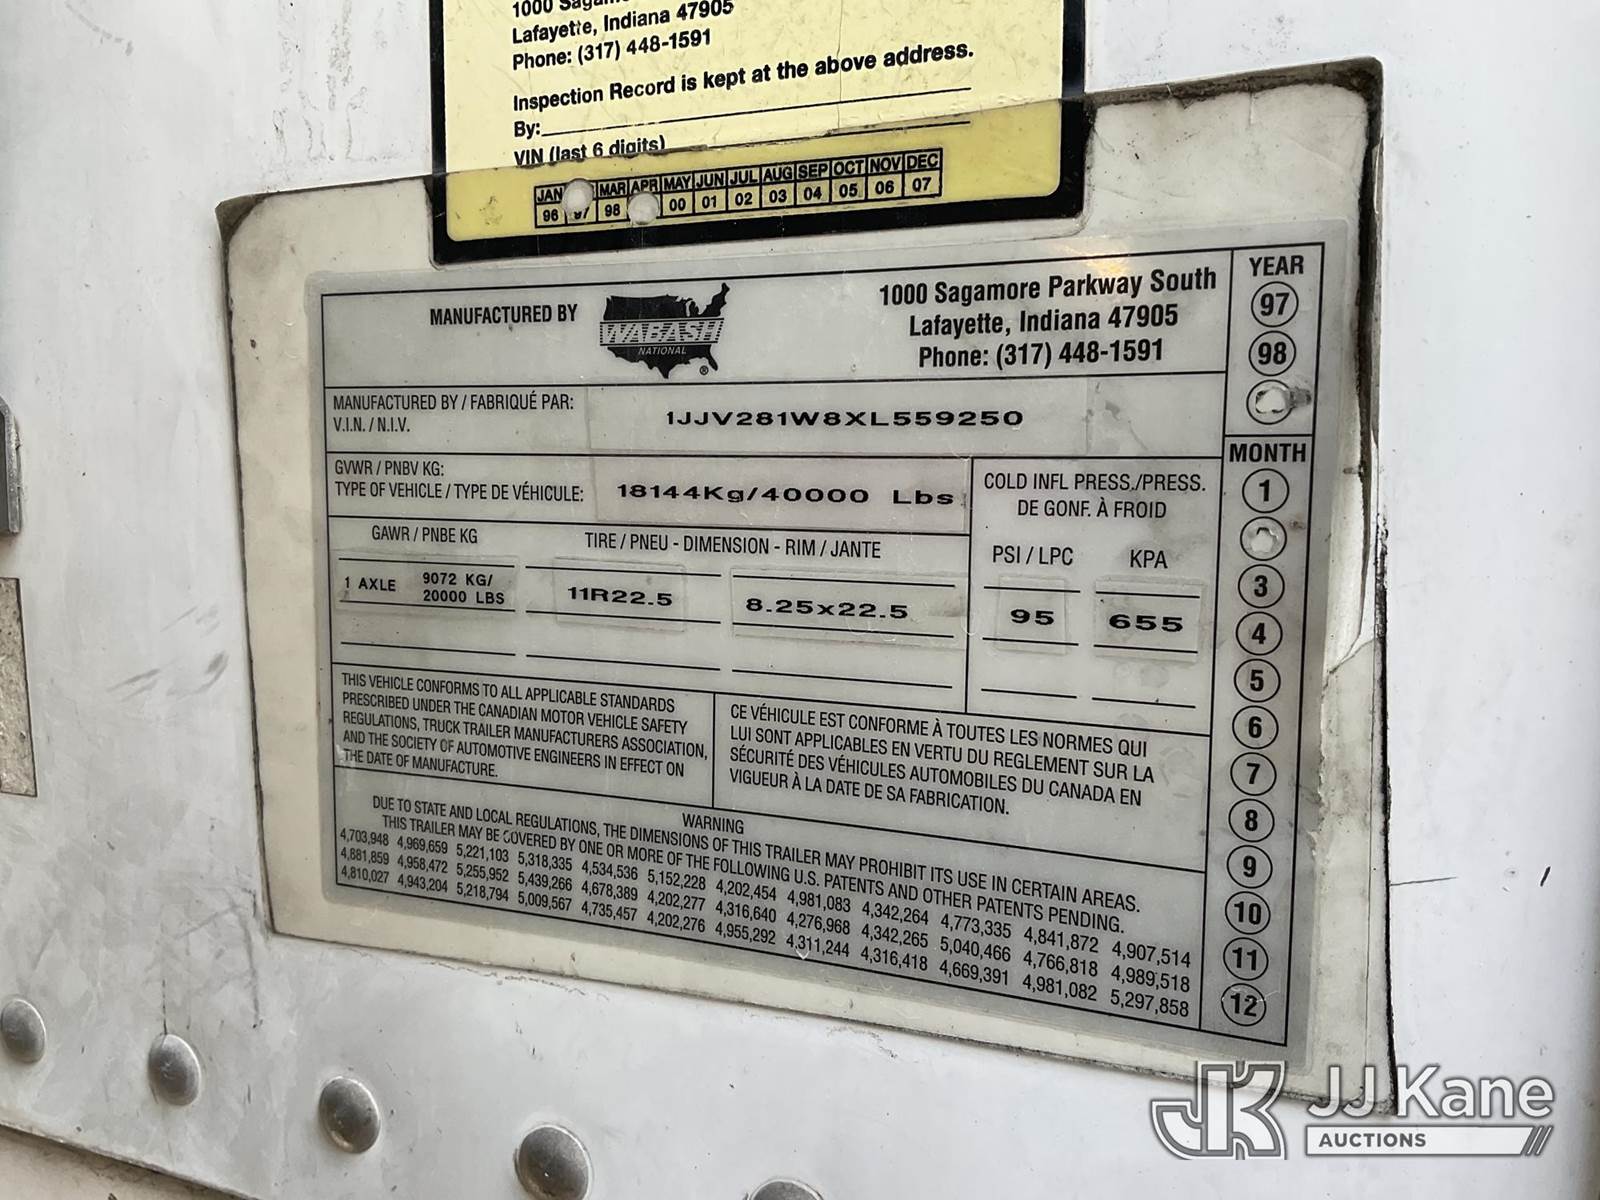 1000
Lafayette, Indiana 47905
Phone: (317) 448-1591
Inspection Record is kept at the above address.
By:
VIN (last 6 digits)
JAN MAR APR MAY JUN JUL AUG SEP OCT NOV DEC
96 97 98 00 01 02 03 04 05 06 07
MANUFACTURED BY
WABASH
NATIONAL
®
1000 Sagamore Parkway South
Lafayette, Indiana 47905
Phone: (317) 448-1591
YEAR
97
98
MANUFACTURED BY / FABRIQUÉ PAR:
V.I.N. / N.I.V.
1JJV281W8XL559250
GVWR / PNBV KG:
TYPE OF VEHICLE / TYPE DE VÉHICULE:
18144Kg/40000 Lbs
COLD INFL PRESS./PRESS.
DE GONF. À FROID
GAWR / PNBE KG
TIRE / PNEU - DIMENSION - RIM / JANTE
PSI / LPC KPA
1 AXLE 9072 KG/
20000 LBS
11R22.5
8.25x22.5
95
655
MONTH
1
3
4
5
6
7
8
9
10
11
12
THIS VEHICLE CONFORMS TO ALL APPLICABLE STANDARDS
PRESCRIBED UNDER THE CANADIAN MOTOR VEHICLE SAFETY
REGULATIONS, TRUCK TRAILER MANUFACTURERS ASSOCIATION,
AND THE SOCIETY OF AUTOMOTIVE ENGINEERS IN EFFECT ON
THE DATE OF MANUFACTURE.
CE VÉHICULE EST CONFORME À TOUTES LES NORMES QUI
LUI SONT APPLICABLES EN VERTU DU REGLEMENT SUR LA
SÉCURITÉ DES VÉHICULES AUTOMOBILES DU CANADA EN
VIGUEUR À LA DATE DE SA FABRICATION.
WARNING
DUE TO STATE AND LOCAL REGULATIONS, THE DIMENSIONS OF THIS TRAILER MAY PROHIBIT ITS USE IN CERTAIN AREAS.
THIS TRAILER MAY BE COVERED BY ONE OR MORE OF THE FOLLOWING U.S. PATENTS AND OTHER PATENTS PENDING.
4,703,948 4,969,659 5,221,103 5,318,335 4,534,536 5,152,228 4,202,454 4,981,083 4,342,264 4,773,335 4,841,872 4,907,514
4,881,859 4,958,472 5,255,952 5,439,266 4,678,389 4,202,277 4,316,640 4,276,968 4,342,265 5,040,466 4,766,818 4,989,518
4,810,027 4,943,204 5,218,794 5,009,567 4,735,457 4,202,276 4,955,292 4,311,244 4,316,418 4,669,391 4,981,082 5,297,858
JK JJ Kane
AUCTIONS